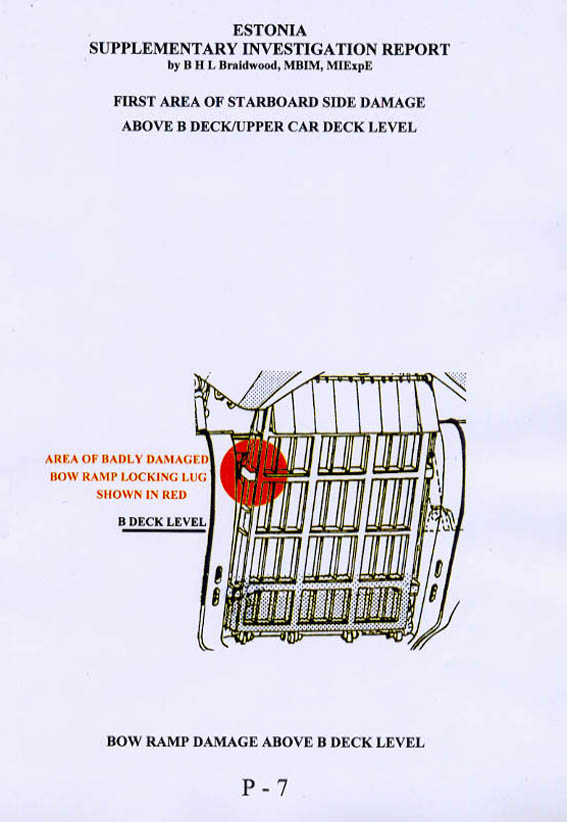 ESTONIA
SUPPLEMENTARY INVESTIGATION REPORT
by B H L Braidwood, MBIM, MIExpE
FIRST AREA OF STARBOARD SIDE DAMAGE
ABOVE B DECK/UPPER CAR DECK LEVEL
AREA OF BADLY DAMAGED
BOW RAMP LOCKING LUG
SHOWN IN RED
B DECK LEVEL
BOW RAMP DAMAGE ABOVE B DECK LEVEL
P - 7